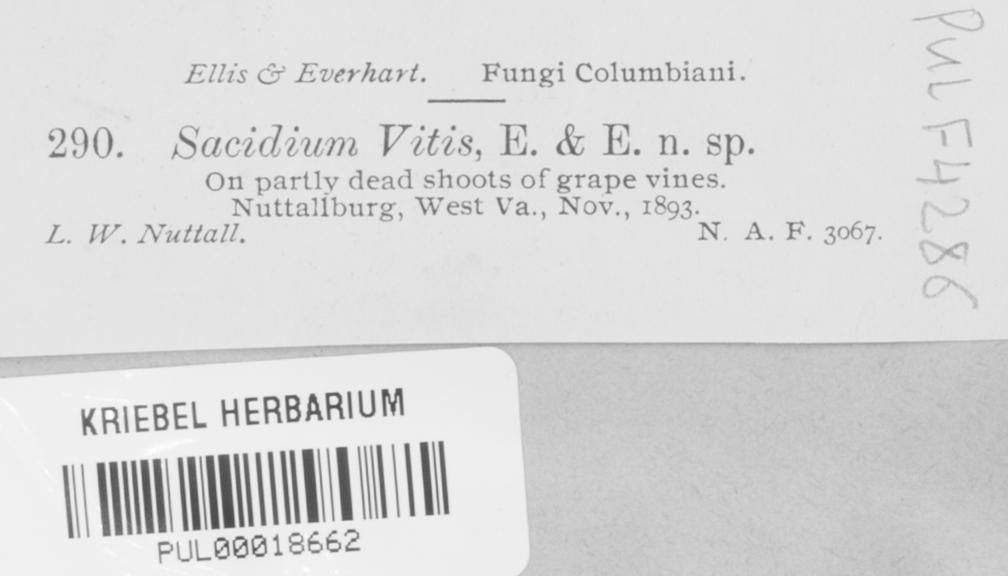 Ellis & Everhart. Fungi Columbiani.
290. Sacidium Vitis, E. & E. n. sp.
On partly dead shoots of grape vines.
Nuttallburg, West Va., Nov., 1893.
L. W. Nuttall. N. A. F. 3067.
PUL F4286
KRIEBEL HERBARIUM
PUL00018662